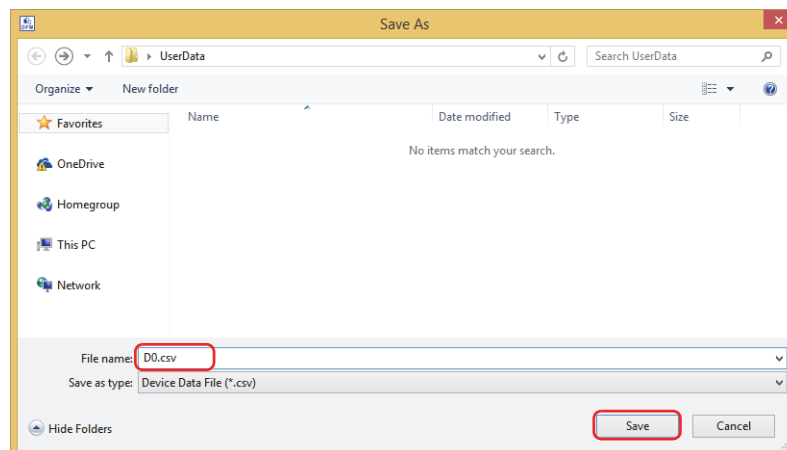 Save As
UserData
Search UserData
Organize
New folder
Favorites
OneDrive
Homegroup
This PC
Network
Name
Date modified
Type
Size
No items match your search.
File name: D0.csv
Save as type: Device Data File (*.csv)
Hide Folders
Save
Cancel